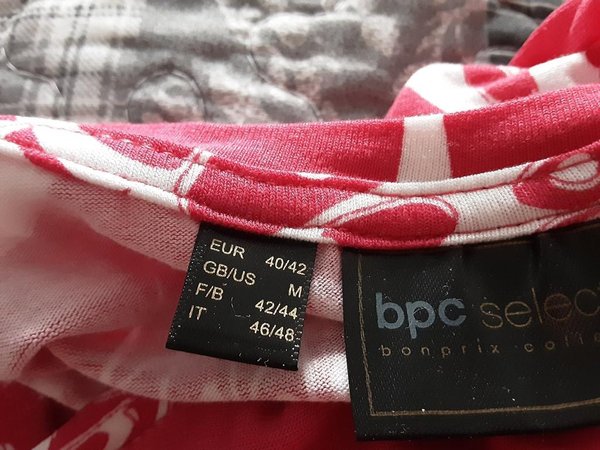 EUR 40/42
GB/US M
F/B 42/44
IT 46/48
bpc selec
bonprix colle